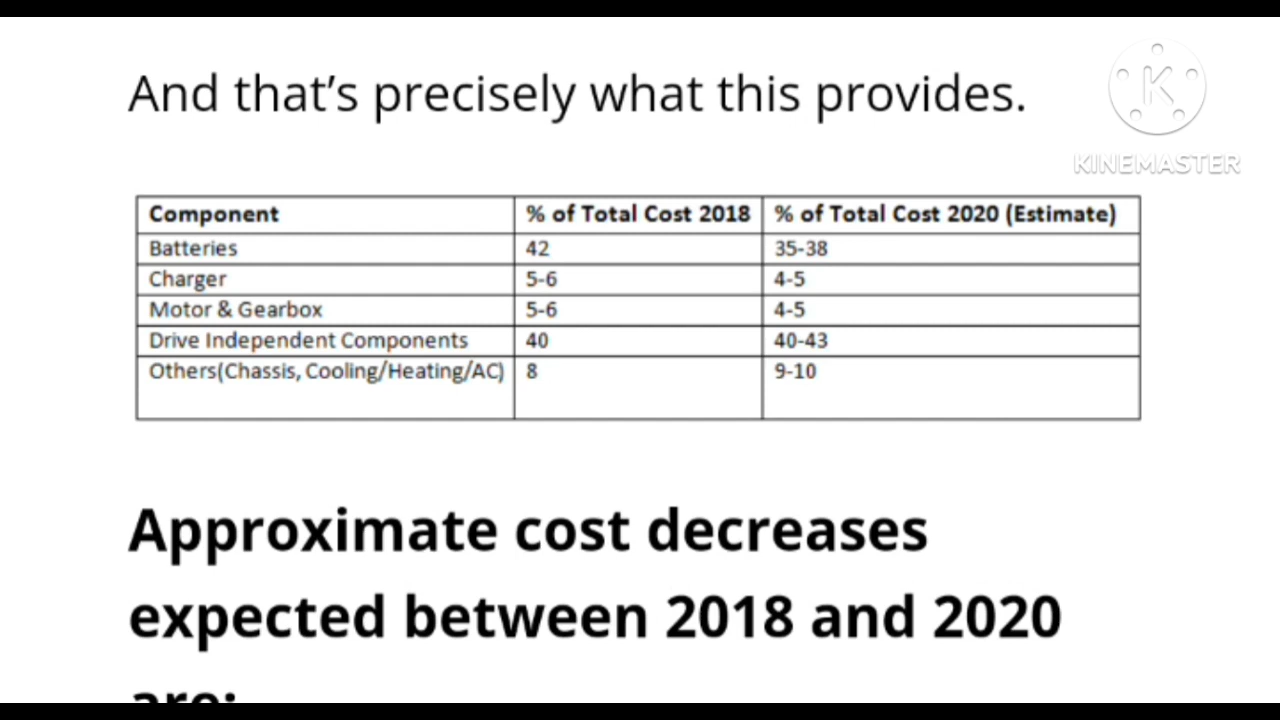 And that's precisely what this provides.
K
KINEMASTER
Component % of Total Cost 2018 % of Total Cost 2020 (Estimate)
Batteries 42 35-38
Charger 5-6 4-5
Motor & Gearbox 5-6 4-5
Drive Independent Components 40 40-43
Others(Chassis, Cooling/Heating/AC) 8 9-10
Approximate cost decreases
expected between 2018 and 2020
are: